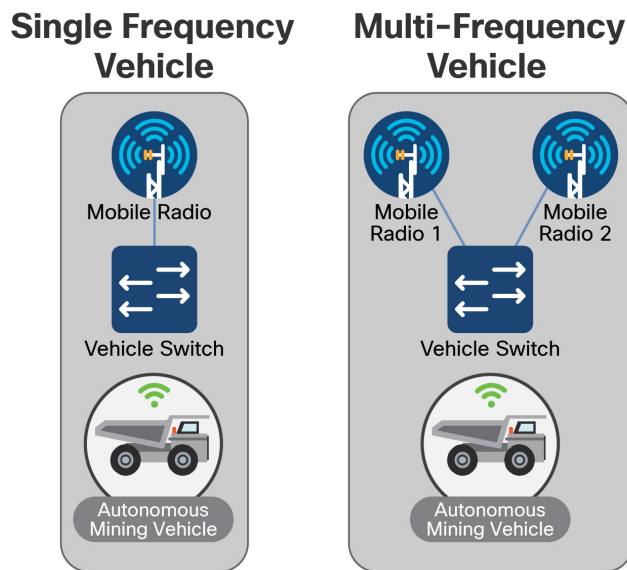 Single Frequency
Vehicle
Mobile Radio
Vehicle Switch
Autonomous
Mining Vehicle
Multi-Frequency
Vehicle
Mobile
Radio 1
Mobile
Radio 2
Vehicle Switch
Autonomous
Mining Vehicle